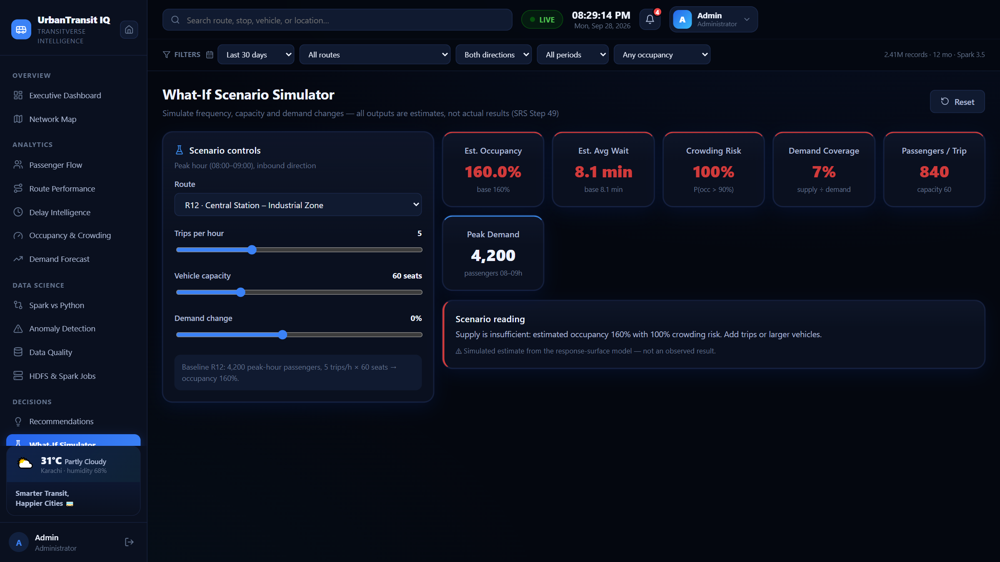 UrbanTransit IQ
TRANSITVERSE
INTELLIGENCE
OVERVIEW
Executive Dashboard
Network Map
ANALYTICS
Passenger Flow
Route Performance
Delay Intelligence
Occupancy & Crowding
Demand Forecast
DATA SCIENCE
Spark vs Python
Anomaly Detection
Data Quality
HDFS & Spark Jobs
DECISIONS
Recommendations
What-If Simulator
31°C Partly Cloudy
Karachi · humidity 68%
Smarter Transit,
Happier Cities
A
Admin
Administrator
Search route, stop, vehicle, or location...
LIVE
08:29:14 PM
Mon, Sep 28, 2026
4
A
Admin
Administrator
FILTERS
Last 30 days
All routes
Both directions
All periods
Any occupancy
2.41M records · 12 mo · Spark 3.5
What-If Scenario Simulator
Simulate frequency, capacity and demand changes — all outputs are estimates, not actual results (SRS Step 49)
Reset
Scenario controls
Peak hour (08:00–09:00), inbound direction
Route
R12 · Central Station – Industrial Zone
Trips per hour 5
Vehicle capacity 60 seats
Demand change 0%
Baseline R12: 4,200 peak-hour passengers, 5 trips/h × 60 seats →
occupancy 160%.
Est. Occupancy
160.0%
base 160%
Est. Avg Wait
8.1 min
base 8.1 min
Crowding Risk
100%
P(occ > 90%)
Demand Coverage
7%
supply ÷ demand
Passengers / Trip
840
capacity 60
Peak Demand
4,200
passengers 08–09h
Scenario reading
Supply is insufficient: estimated occupancy 160% with 100% crowding risk. Add trips or larger vehicles.
⚠ Simulated estimate from the response-surface model — not an observed result.